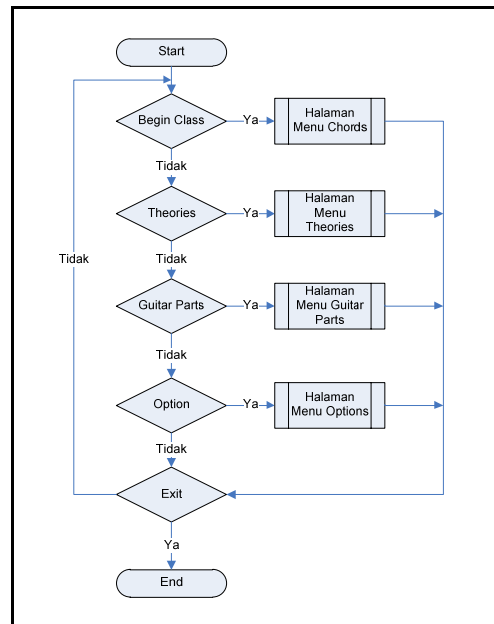 Start
Begin Class
Ya
Halaman
Menu Chords
Tidak
Theories
Ya
Halaman
Menu
Theories
Tidak
Tidak
Guitar Parts
Ya
Halaman
Menu Guitar
Parts
Tidak
Option
Ya
Halaman
Menu Options
Tidak
Exit
Ya
End